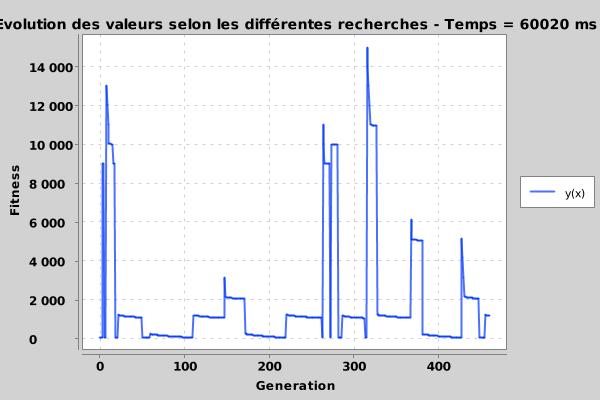 Evolution des valeurs selon les différentes recherches - Temps = 60020 ms
14 000
12 000
10 000
8 000
6 000
4 000
2 000
0
Fitness
y(x)
0 100 200 300 400
Generation